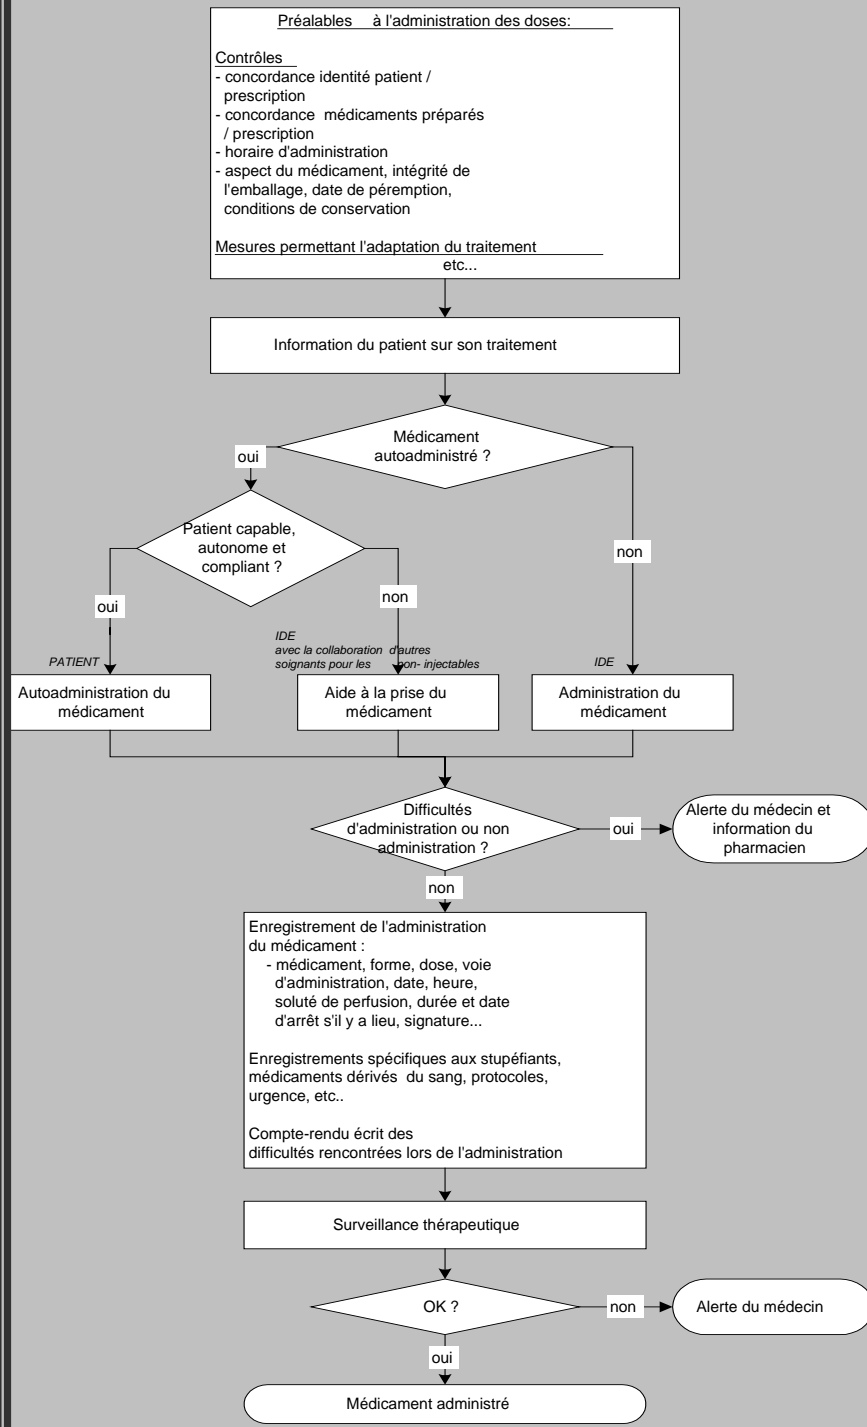 Préalables à l'administration des doses:
Contrôles
- concordance identité patient /
prescription
- concordance médicaments préparés
/ prescription
- horaire d'administration
- aspect du médicament, intégrité de
l'emballage, date de péremption,
conditions de conservation
Mesures permettant l'adaptation du traitement
etc...
Information du patient sur son traitement
Médicament
autoadministré ?
oui
Patient capable,
autonome et
compliant ?
non
oui
non
PATIENT
IDE
avec la collaboration d'autres
soignants pour les non- injectables
IDE
Autoadministration du
médicament
Aide à la prise du
médicament
Administration du
médicament
Difficultés
d'administration ou non
administration ?
oui
Alerte du médecin et
information du
pharmacien
non
Enregistrement de l'administration
du médicament :
- médicament, forme, dose, voie
d'administration, date, heure,
soluté de perfusion, durée et date
d'arrêt s'il y a lieu, signature...
Enregistrements spécifiques aux stupéfiants,
médicaments dérivés du sang, protocoles,
urgence, etc..
Compte-rendu écrit des
difficultés rencontrées lors de l'administration
Surveillance thérapeutique
OK ?
non
Alerte du médecin
oui
Médicament administré